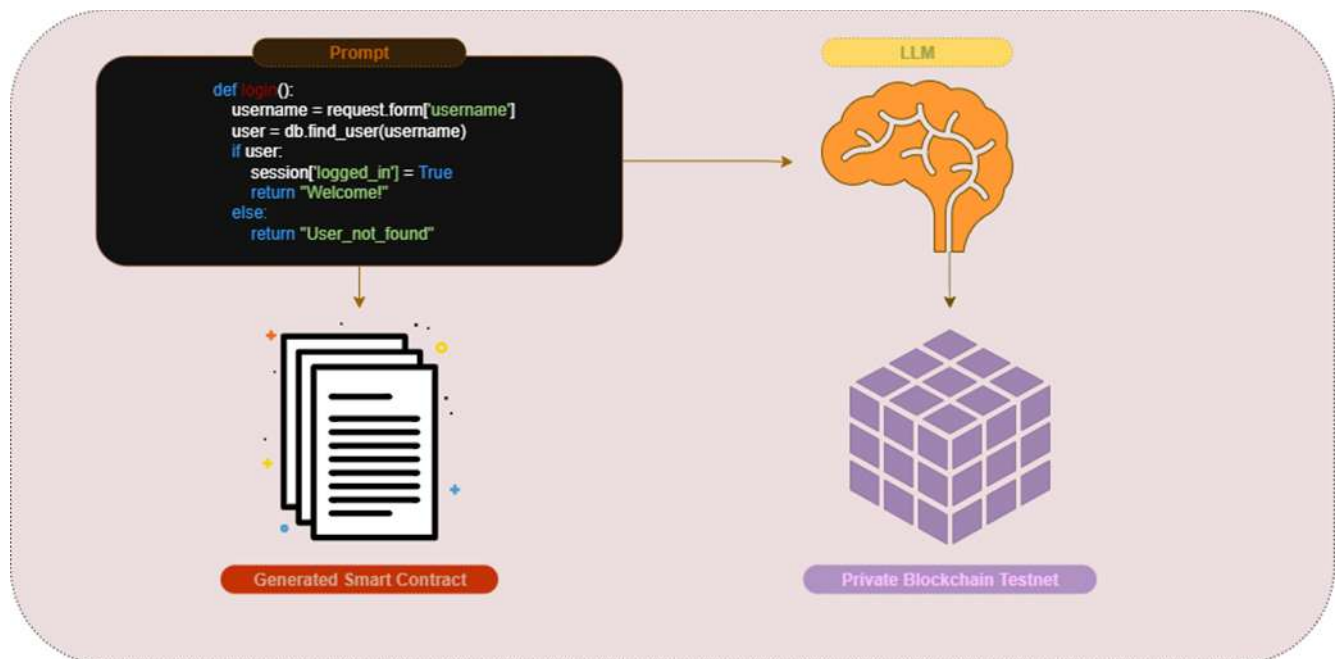 Prompt
LLM
def login():
username = request.form['username']
user = db.find_user(username)
if user:
session['logged_in'] = True
return "Welcome!"
else:
return "User_not_found"
Generated Smart Contract
Private Blockchain Testnet